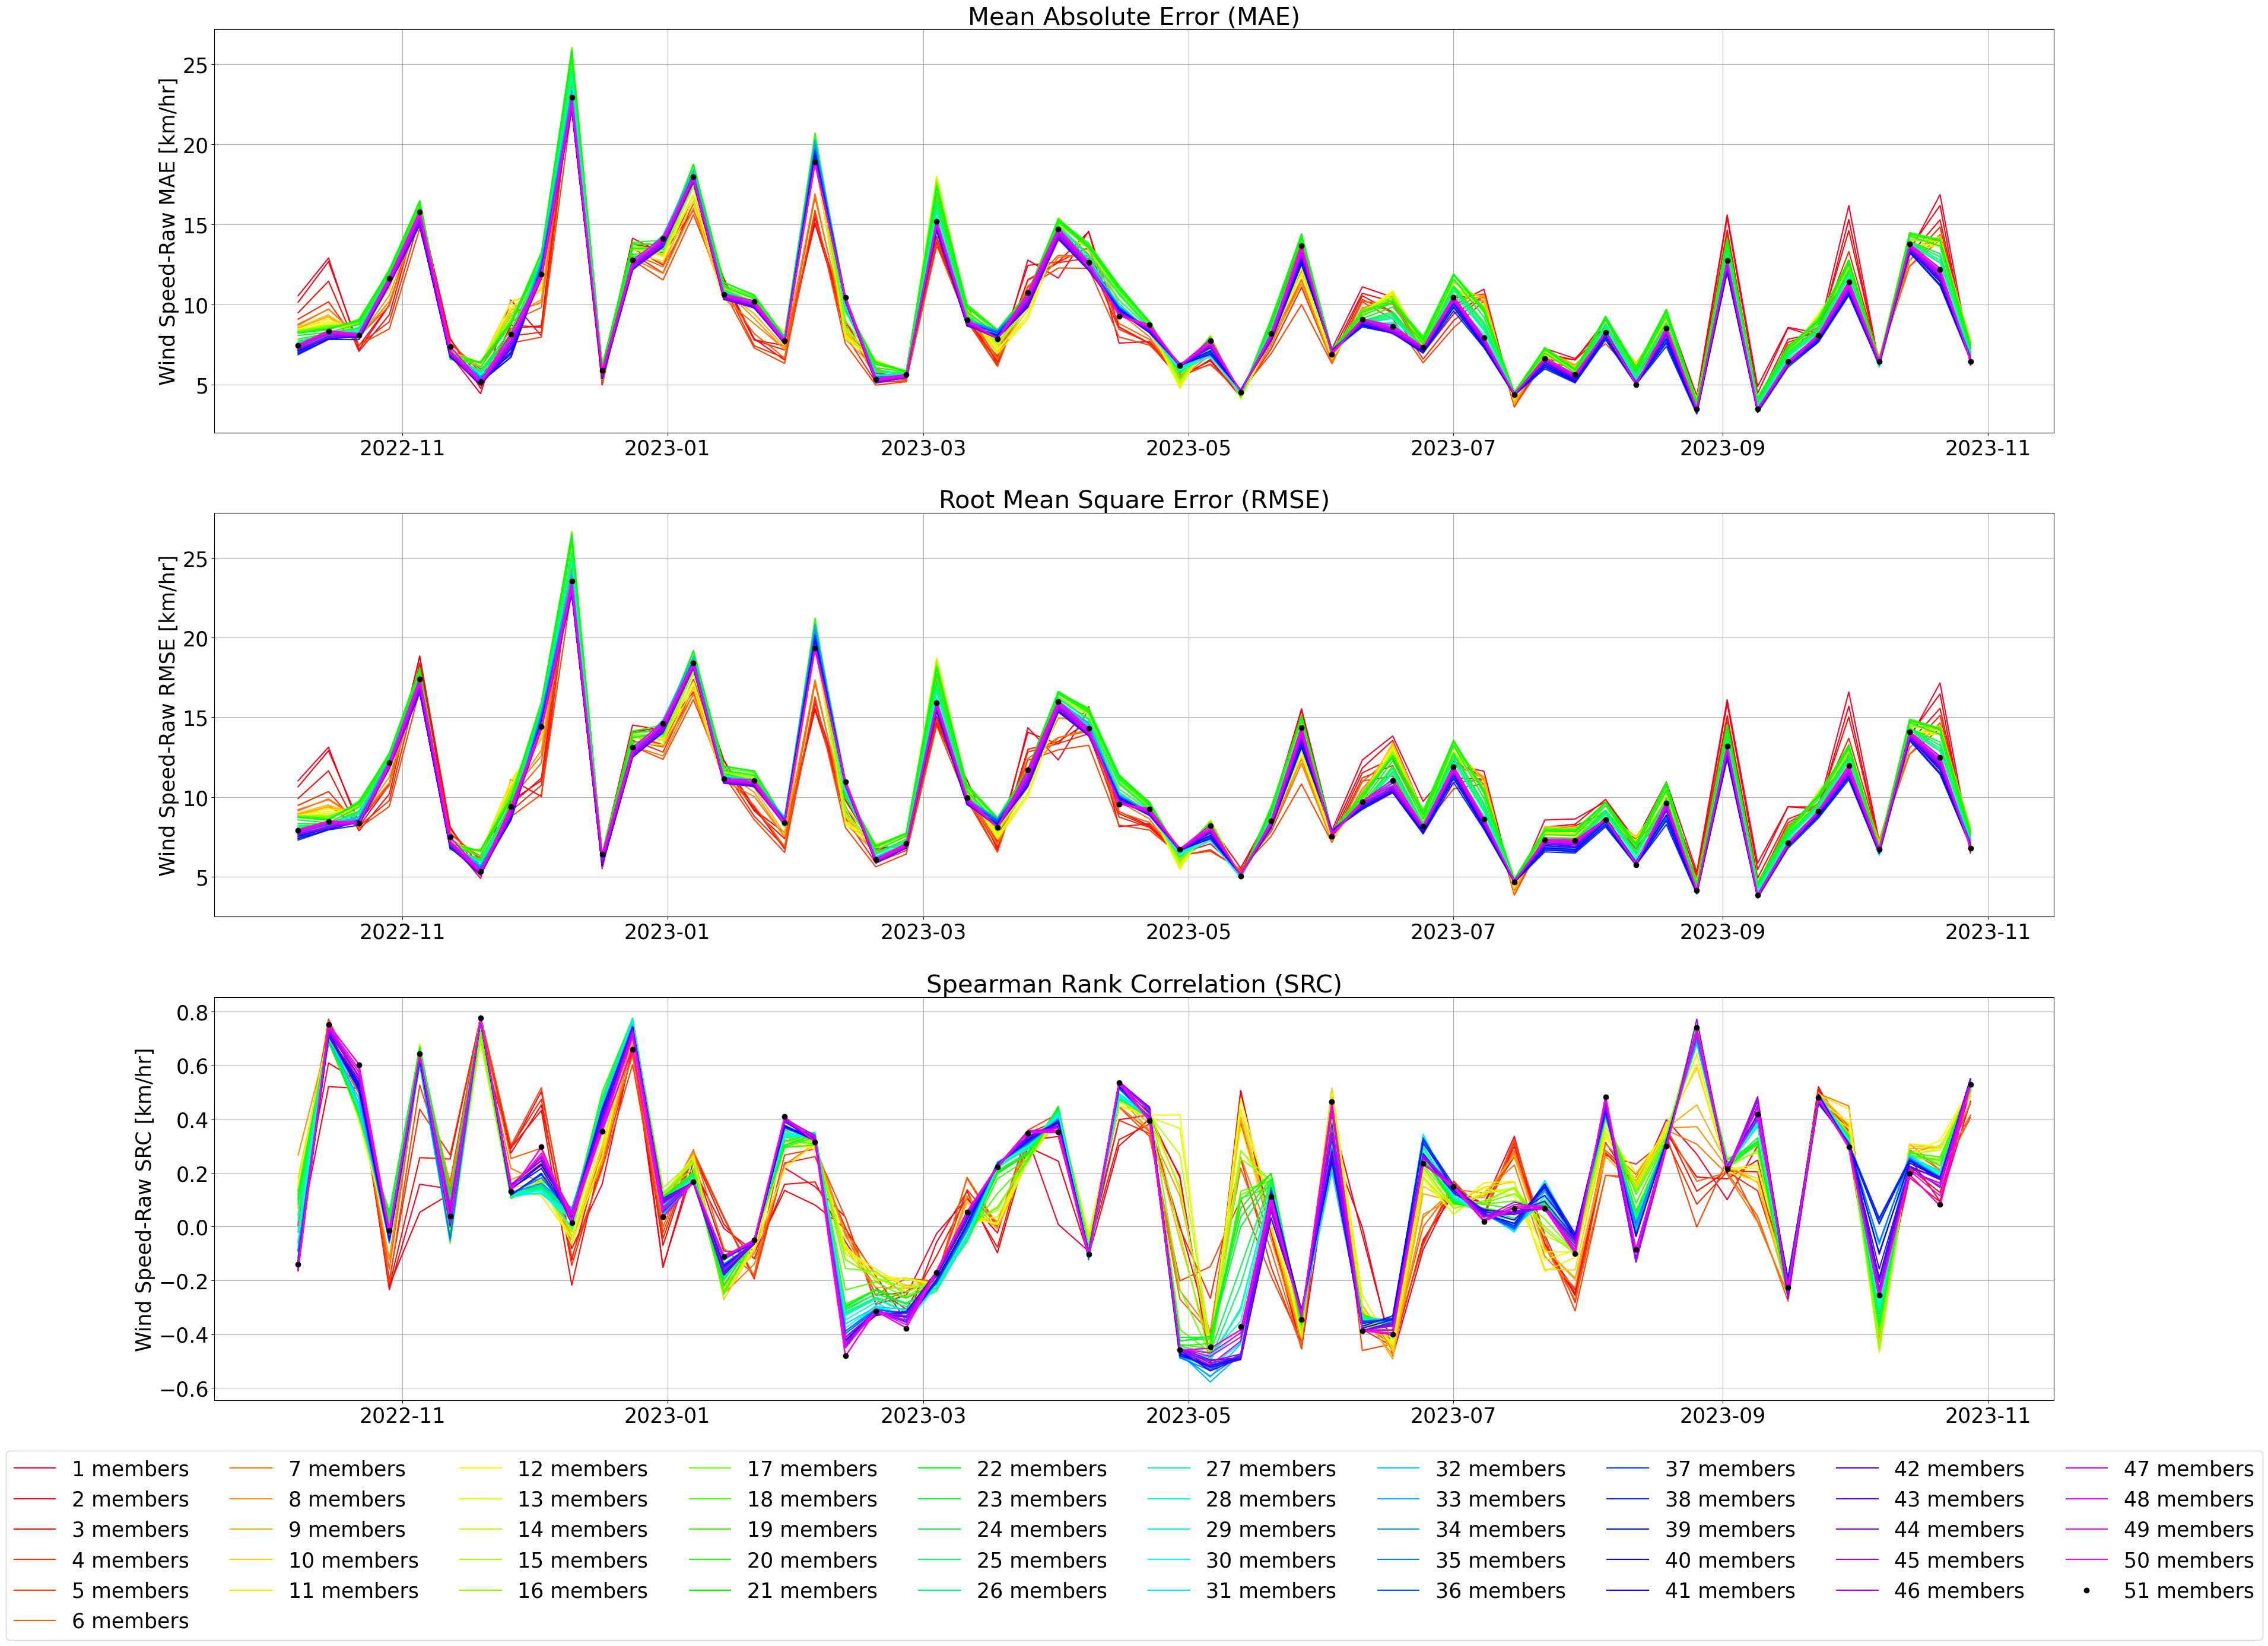 Mean Absolute Error (MAE)
Wind Speed-Raw MAE [km/hr]
25
20
15
10
5
2022-11 2023-01 2023-03 2023-05 2023-07 2023-09 2023-11
Root Mean Square Error (RMSE)
Wind Speed-Raw RMSE [km/hr]
25
20
15
10
5
2022-11 2023-01 2023-03 2023-05 2023-07 2023-09 2023-11
Spearman Rank Correlation (SRC)
Wind Speed-Raw SRC [km/hr]
0.8
0.6
0.4
0.2
0.0
−0.2
−0.4
−0.6
2022-11 2023-01 2023-03 2023-05 2023-07 2023-09 2023-11
1 members 7 members 12 members 17 members 22 members 27 members 32 members 37 members 42 members 47 members
2 members 8 members 13 members 18 members 23 members 28 members 33 members 38 members 43 members 48 members
3 members 9 members 14 members 19 members 24 members 29 members 34 members 39 members 44 members 49 members
4 members 10 members 15 members 20 members 25 members 30 members 35 members 40 members 45 members 50 members
5 members 11 members 16 members 21 members 26 members 31 members 36 members 41 members 46 members 51 members
6 members